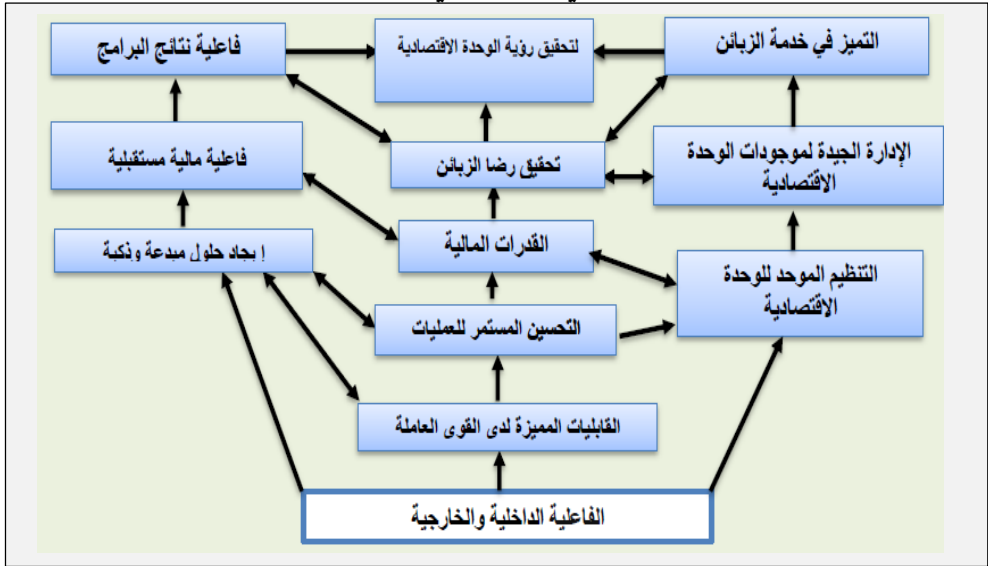 التميز في خدمة الزبائن
لتحقيق رؤية الوحدة الاقتصادية
فاعلية نتائج البرامج
الإدارة الجيدة لموجودات الوحدة
الاقتصادية
تحقيق رضا الزبائن
فاعلية مالية مستقبلية
التنظيم الموحد للوحدة
الاقتصادية
القدرات المالية
إيجاد حلول مبدعة وذكية
التحسين المستمر للعمليات
القابليات المميزة لدى القوى العاملة
الفاعلية الداخلية والخارجية